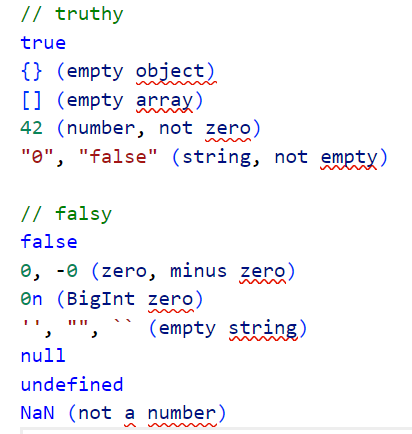 // truthy
true
{} (empty object)
[] (empty array)
42 (number, not zero)
"0", "false" (string, not empty)
// falsy
false
0, -0 (zero, minus zero)
0n (BigInt zero)
'', "", `` (empty string)
null
undefined
NaN (not a number)